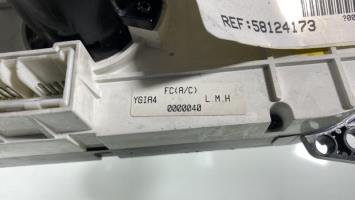 REF:58124173
FC(A/C)
YGIA4 L.M.H
0000040